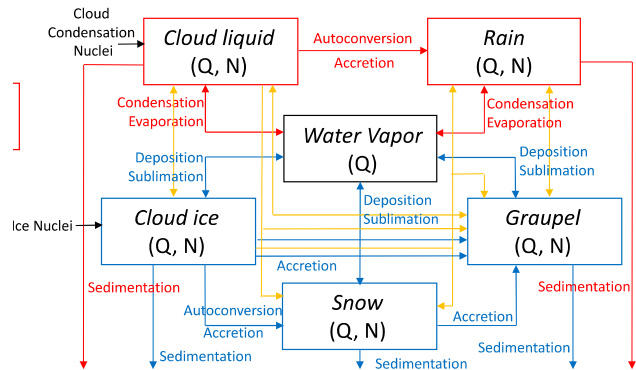 Cloud
Condensation
Nuclei
Cloud liquid
(Q, N)
Autoconversion
Accretion
Rain
(Q, N)
Condensation
Evaporation
Water Vapor
(Q)
Condensation
Evaporation
Deposition
Sublimation
Deposition
Sublimation
Deposition
Sublimation
Ice Nuclei
Cloud ice
(Q, N)
Graupel
(Q, N)
Accretion
Sedimentation
Sedimentation
Autoconversion
Accretion
Snow
(Q, N)
Accretion
Sedimentation
Sedimentation
Sedimentation